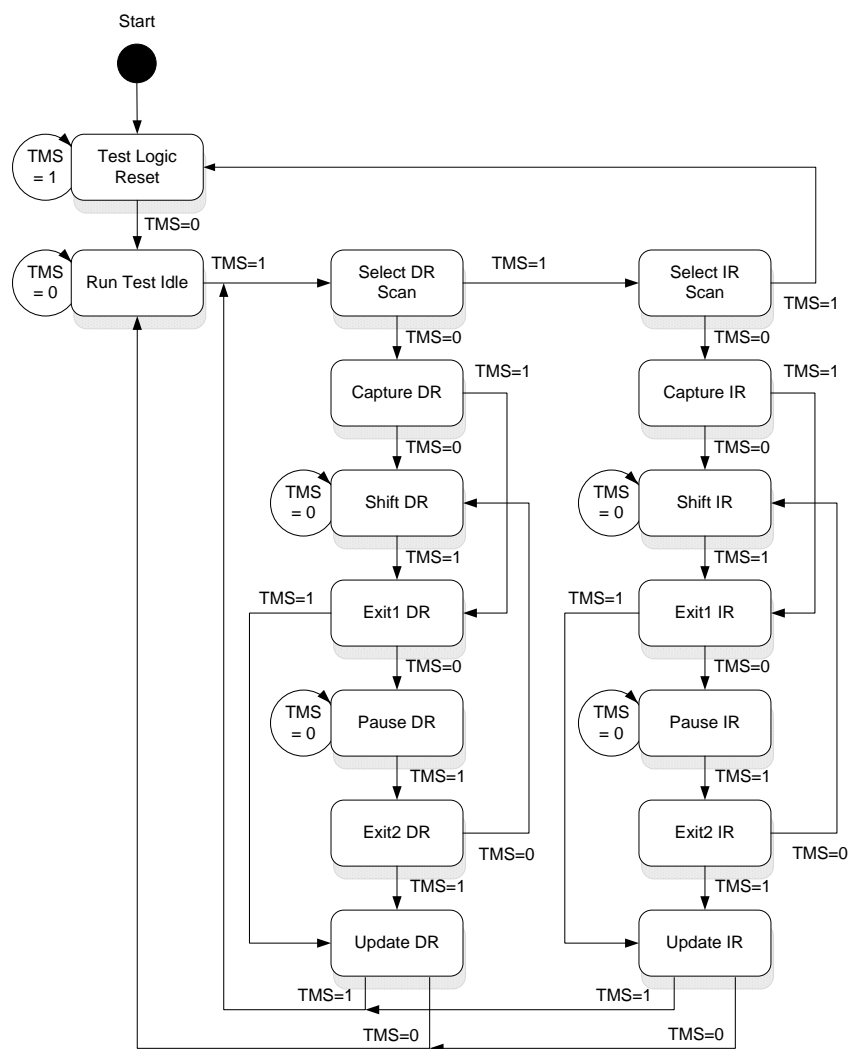 Start
TMS
= 1
Test Logic
Reset
TMS=0
TMS
= 0
Run Test Idle
TMS=1
Select DR
Scan
TMS=1
Select IR
Scan
TMS=1
TMS=0
TMS=0
Capture DR
TMS=1
Capture IR
TMS=1
TMS=0
TMS=0
TMS
= 0
Shift DR
TMS
= 0
Shift IR
TMS=1
TMS=1
TMS=1
Exit1 DR
TMS=1
Exit1 IR
TMS=0
TMS=0
TMS
= 0
Pause DR
TMS
= 0
Pause IR
TMS=1
TMS=1
Exit2 DR
TMS=0
Exit2 IR
TMS=0
TMS=1
TMS=1
Update DR
Update IR
TMS=1
TMS=1
TMS=0
TMS=0